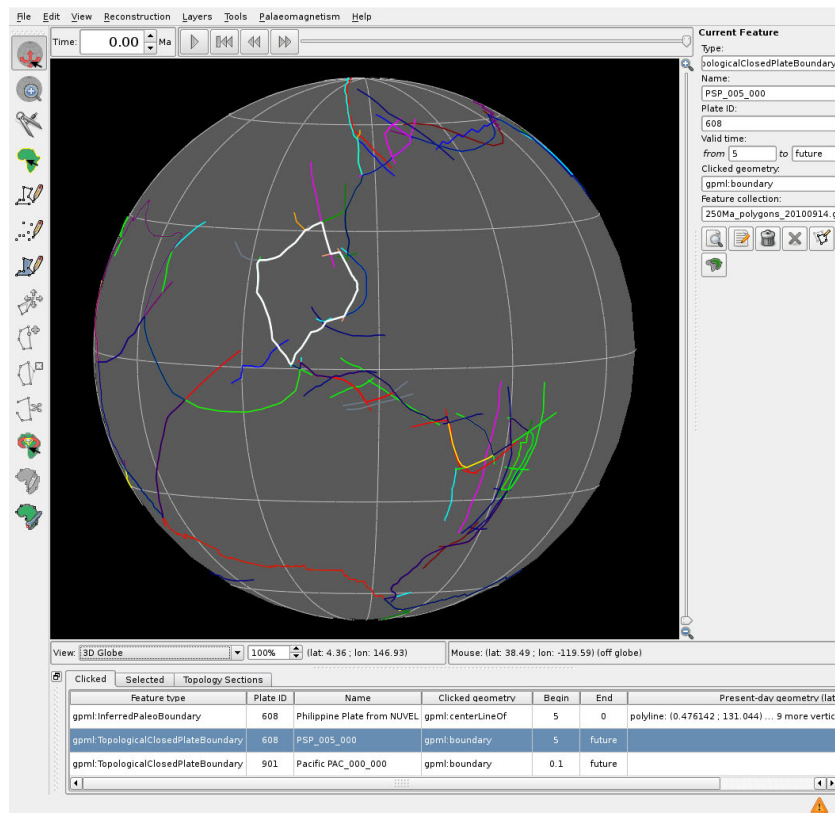 File Edit View Reconstruction Layers Tools Palaeomagnetism Help
Time: 0.00 Ma
Current Feature
Type:
ologicalClosedPlateBoundary
Name:
PSP_005_000
Plate ID:
608
Valid time:
from 5 to future
Clicked geometry:
gpml:boundary
Feature collection:
250Ma_polygons_20100914.g
View: 3D Globe 100% (lat: 4.36 ; lon: 146.93) Mouse: (lat: 38.49 ; lon: -119.59) (off globe)
Clicked Selected Topology Sections
Feature type Plate ID Name Clicked geometry Begin End Present-day geometry (lat
gpml:InferredPaleoBoundary 608 Philippine Plate from NUVEL gpml:centerLineOf 5 0 polyline: (0.476142 ; 131.044) ... 9 more vertic
gpml:TopologicalClosedPlateBoundary 608 PSP_005_000 gpml:boundary 5 future
gpml:TopologicalClosedPlateBoundary 901 Pacific PAC_000_000 gpml:boundary 0.1 future